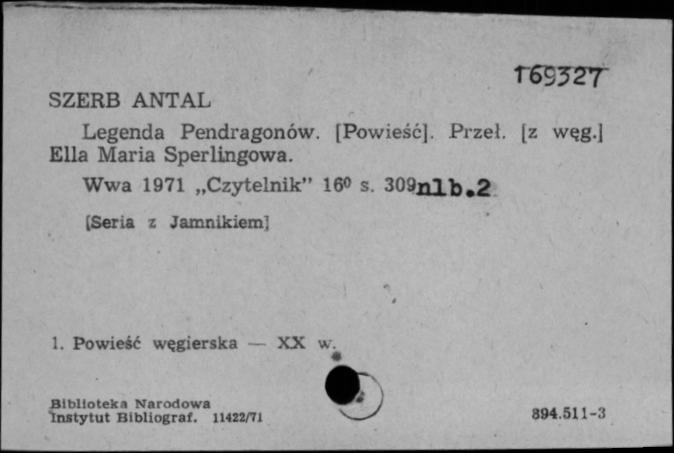 169327
SZERB ANTAL
Legenda Pendragonów. [Powieść]. Przeł. [z węg.]
Ella Maria Sperlingowa.
Wwa 1971 „Czytelnik” 16⁰ s. 309nlb.2
[Seria z Jamnikiem]
1. Powieść węgierska — XX w.
Biblioteka Narodowa
Instytut Bibliograf. 11422/71
894.511-3